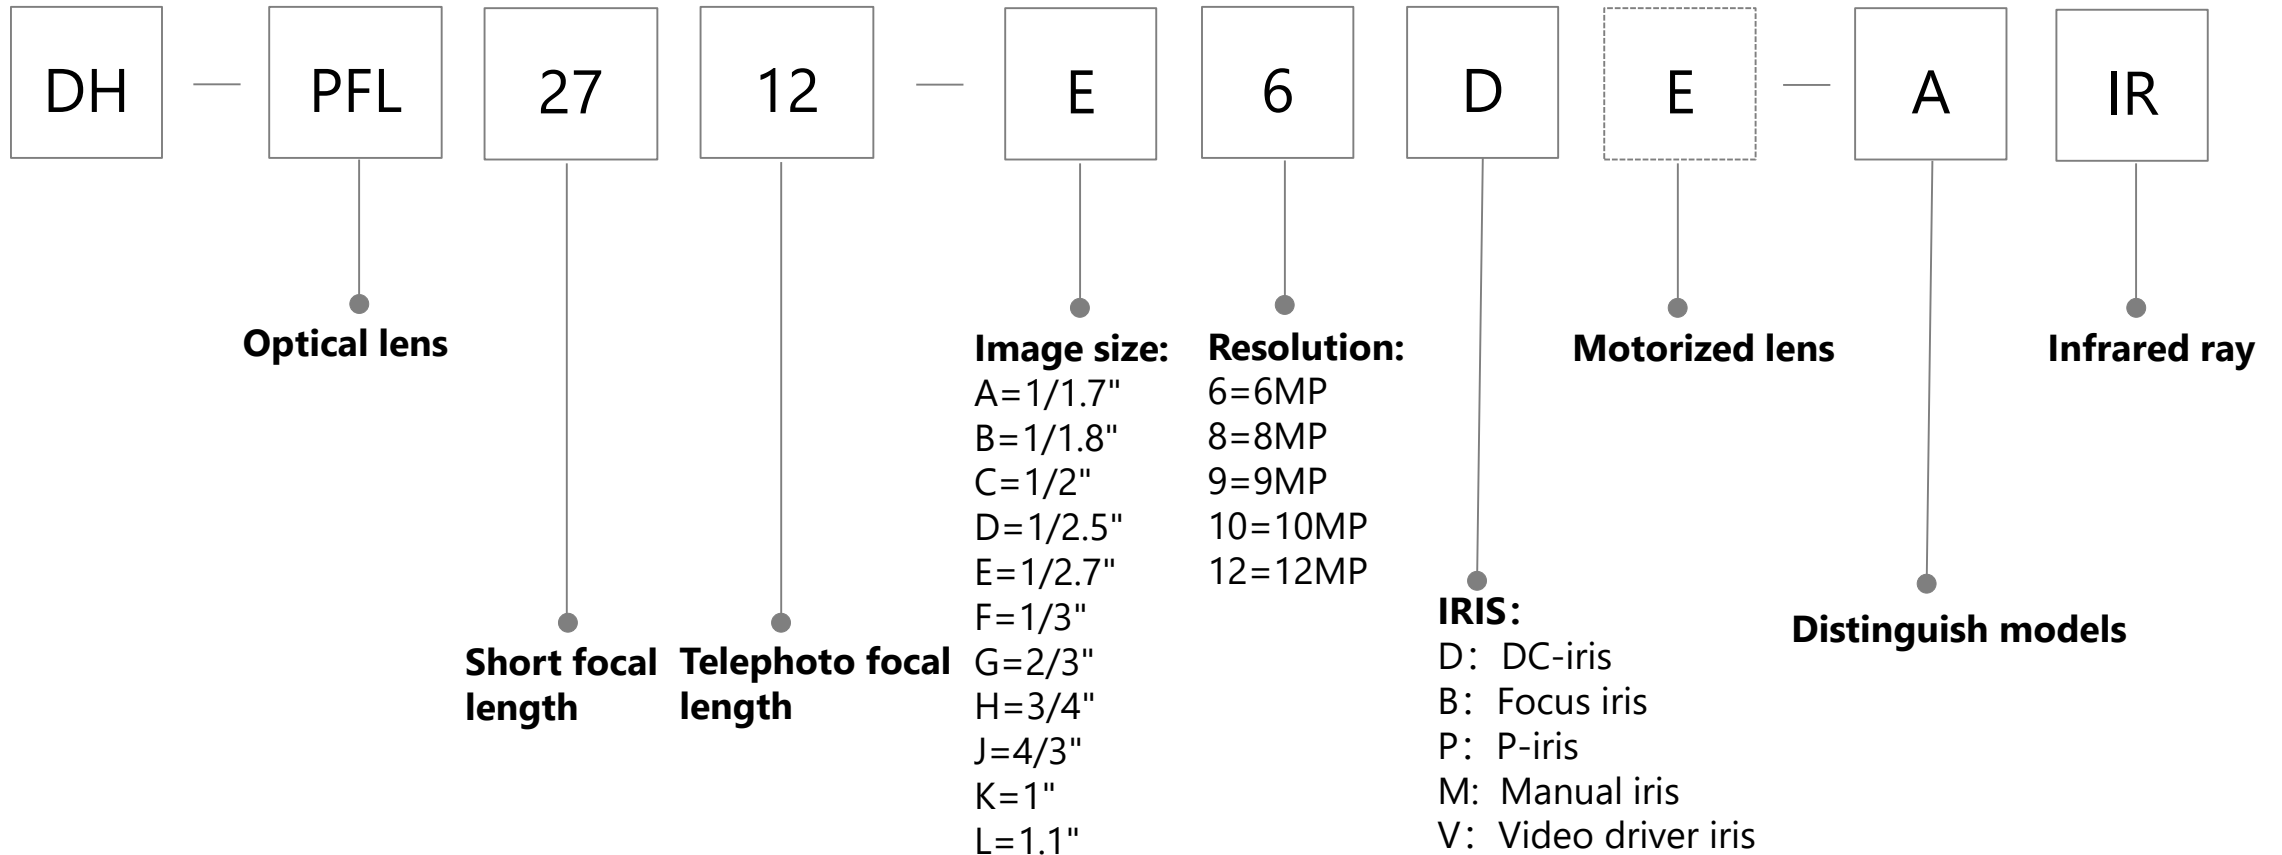 DH — PFL 27 12 — E 6 D E — A IR
Optical lens
Short focal
length
Telephoto focal
length
Image size:
A=1/1.7"
B=1/1.8"
C=1/2"
D=1/2.5"
E=1/2.7"
F=1/3"
G=2/3"
H=3/4"
J=4/3"
K=1"
L=1.1"
Resolution:
6=6MP
8=8MP
9=9MP
10=10MP
12=12MP
IRIS：
D：DC-iris
B：Focus iris
P：P-iris
M: Manual iris
V：Video driver iris
Motorized lens
Distinguish models
Infrared ray